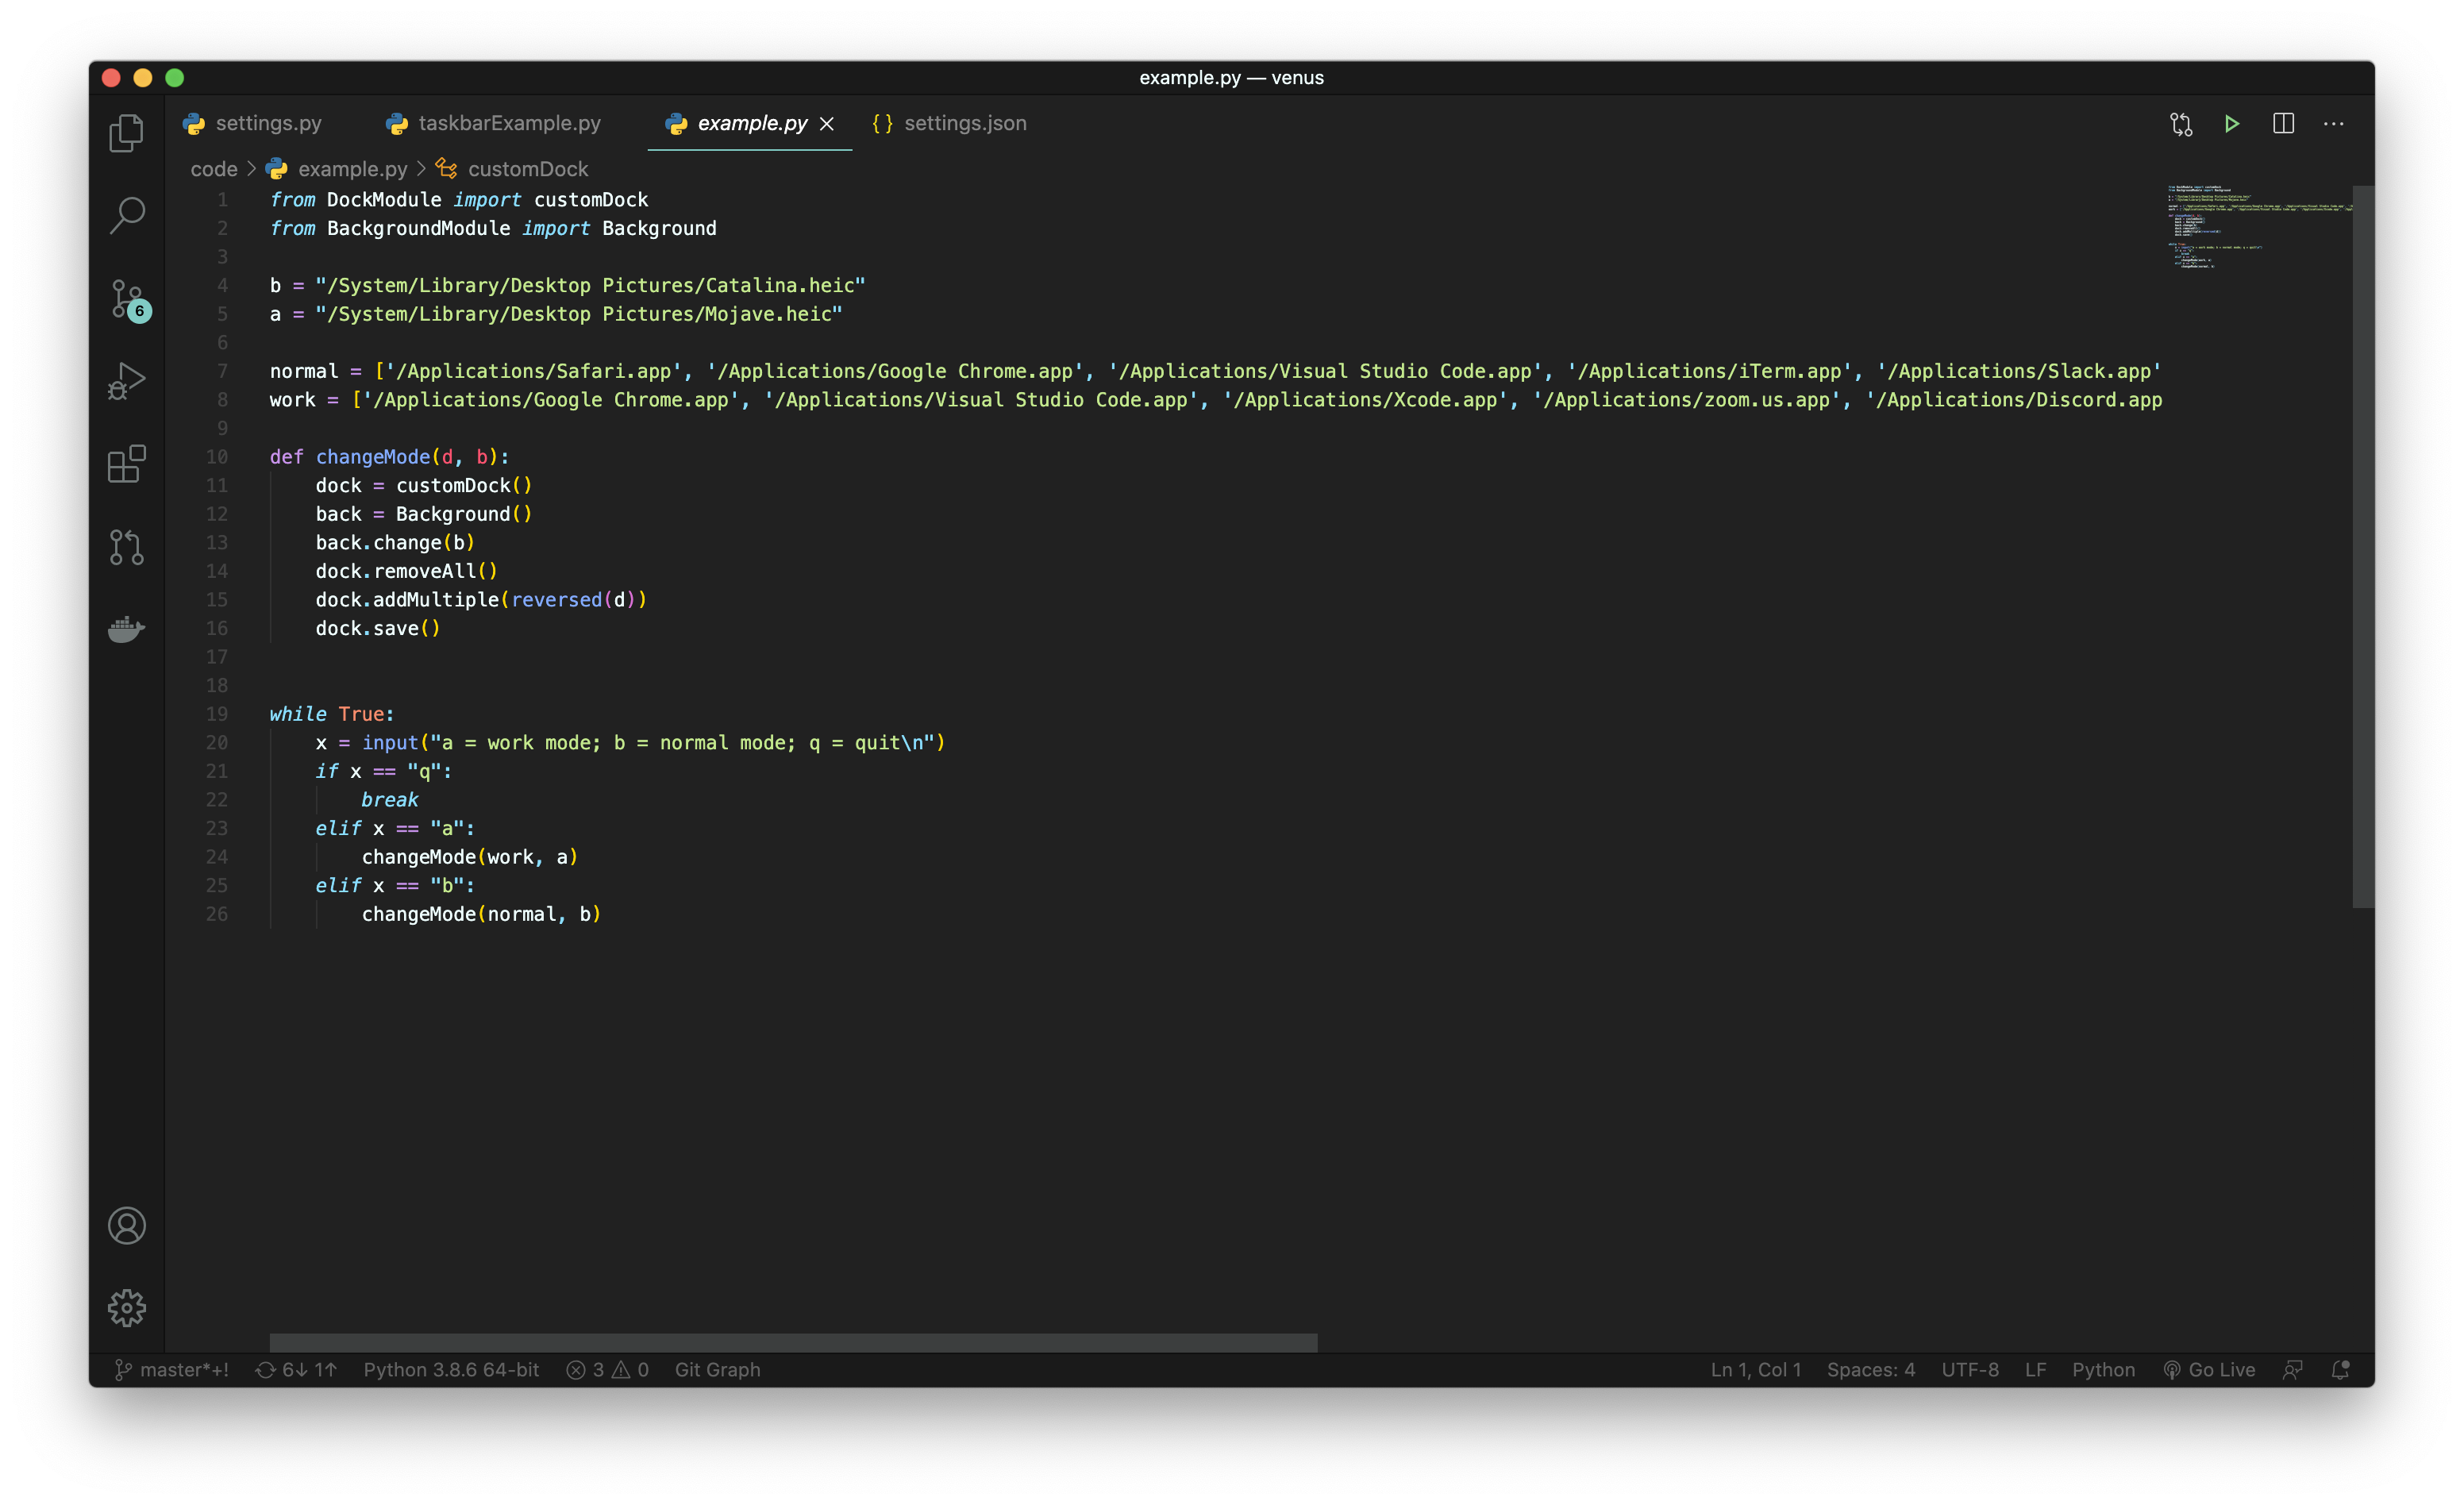 example.py — venus
settings.py taskbarExample.py example.py settings.json
code > example.py > customDock
1 from DockModule import customDock
2 from BackgroundModule import Background
3
4 b = "/System/Library/Desktop Pictures/Catalina.heic"
5 a = "/System/Library/Desktop Pictures/Mojave.heic"
6
7 normal = ['/Applications/Safari.app', '/Applications/Google Chrome.app', '/Applications/Visual Studio Code.app', '/Applications/iTerm.app', '/Applications/Slack.app'
8 work = ['/Applications/Google Chrome.app', '/Applications/Visual Studio Code.app', '/Applications/Xcode.app', '/Applications/zoom.us.app', '/Applications/Discord.app
9
10 def changeMode(d, b):
11     dock = customDock()
12     back = Background()
13     back.change(b)
14     dock.removeAll()
15     dock.addMultiple(reversed(d))
16     dock.save()
17
18
19 while True:
20     x = input("a = work mode; b = normal mode; q = quit\n")
21     if x == "q":
22         break
23     elif x == "a":
24         changeMode(work, a)
25     elif x == "b":
26         changeMode(normal, b)
6
master*+! 6↓ 1↑ Python 3.8.6 64-bit 3 0 Git Graph Ln 1, Col 1 Spaces: 4 UTF-8 LF Python Go Live